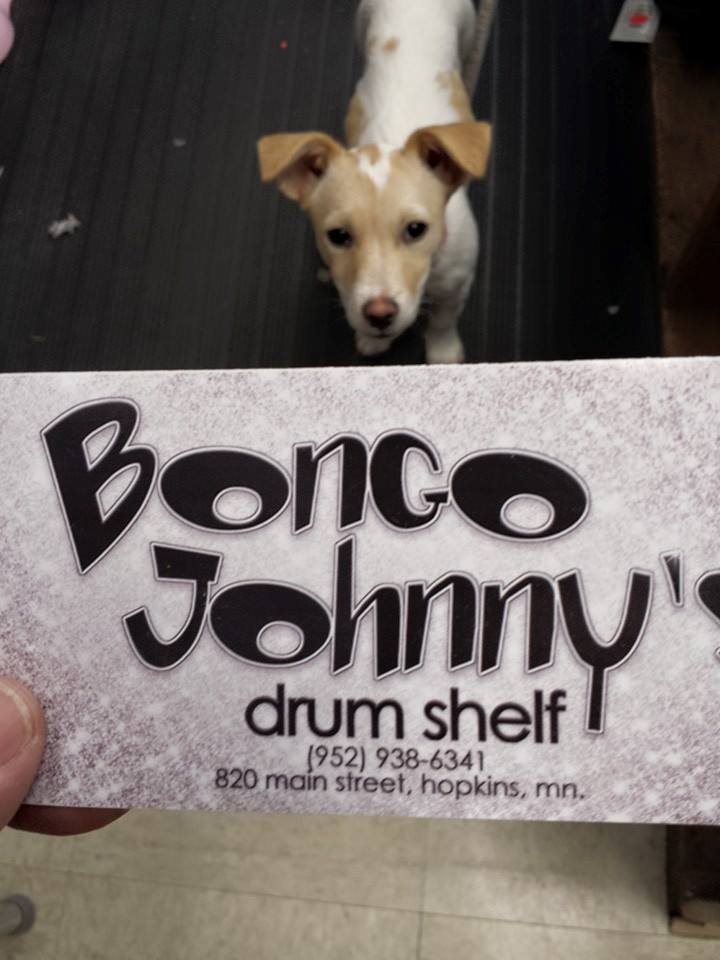 BonGo
Johnny's
drum shelf
(952) 938-6341
820 main street, hopkins, mn.